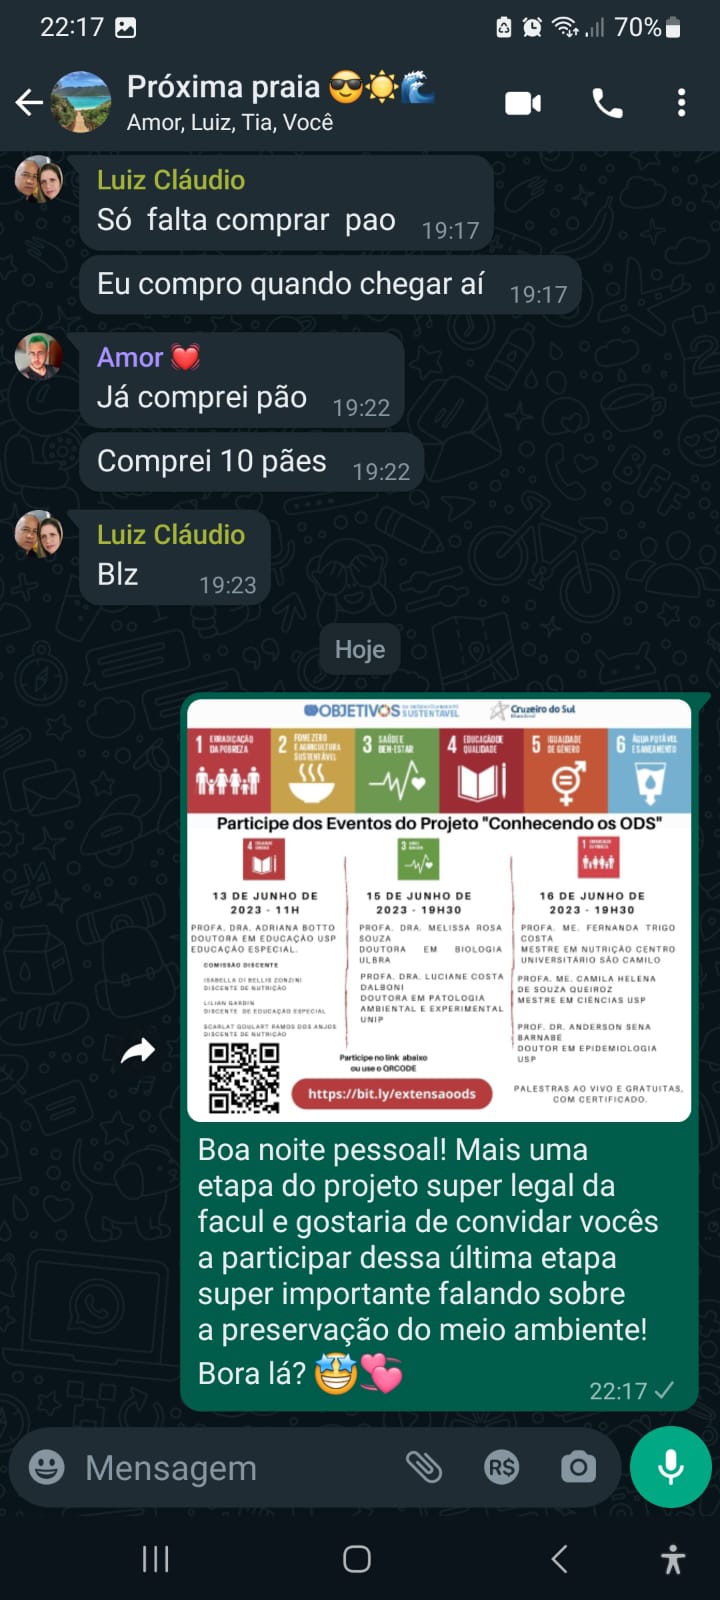 22:17
70%
Próxima praia 😎☀️🌊
Amor, Luiz, Tia, Você
Luiz Cláudio
Só falta comprar pao 19:17
Eu compro quando chegar aí 19:17
Amor 💓
Já comprei pão 19:22
Comprei 10 pães 19:22
Luiz Cláudio
Blz 19:23
Hoje
OBJETIVOS DE DESENVOLVIMENTO SUSTENTÁVEL
Cruzeiro do Sul
1 ERRADICAÇÃO DA POBREZA
2 FOME ZERO E AGRICULTURA SUSTENTÁVEL
3 SAÚDE E BEM-ESTAR
4 EDUCAÇÃO DE QUALIDADE
5 IGUALDADE DE GÊNERO
6 ÁGUA POTÁVEL E SANEAMENTO
Participe dos Eventos do Projeto "Conhecendo os ODS"
4
3
1
13 DE JUNHO DE
2023 - 11H
PROFA. DRA. ADRIANA BOTTO
DOUTORA EM EDUCAÇÃO USP
EDUCAÇÃO ESPECIAL.
COMISSÃO DISCENTE
ISABELLA DI BELLIS ZONZINI
DISCENTE DE NUTRIÇÃO
LILIAN GARDIN
DISCENTE DE EDUCAÇÃO ESPECIAL
SCARLAT GOULART RAMOS DOS ANJOS
DISCENTE DE NUTRIÇÃO
15 DE JUNHO DE
2023 - 19H30
PROFA. DRA. MELISSA ROSA
SOUZA
DOUTORA EM BIOLOGIA
ULBRA
PROFA. DRA. LUCIANE COSTA
DALBONI
DOUTORA EM PATOLOGIA
AMBIENTAL E EXPERIMENTAL
UNIP
16 DE JUNHO DE
2023 - 19H30
PROFA. ME. FERNANDA TRIGO
COSTA
MESTRE EM NUTRIÇÃO CENTRO
UNIVERSITÁRIO SÃO CAMILO
PROFA. ME. CAMILA HELENA
DE SOUZA QUEIROZ
MESTRE EM CIÊNCIAS USP
PROF. DR. ANDERSON SENA
BARNABÉ
DOUTOR EM EPIDEMIOLOGIA
USP
Participe no link abaixo
ou use o QRCODE
https://bit.ly/extensaoods
PALESTRAS AO VIVO E GRATUITAS,
COM CERTIFICADO.
Boa noite pessoal! Mais uma
etapa do projeto super legal da
facul e gostaria de convidar vocês
a participar dessa última etapa
super importante falando sobre
a preservação do meio ambiente!
Bora lá? 🤩💞 22:17
Mensagem
R$